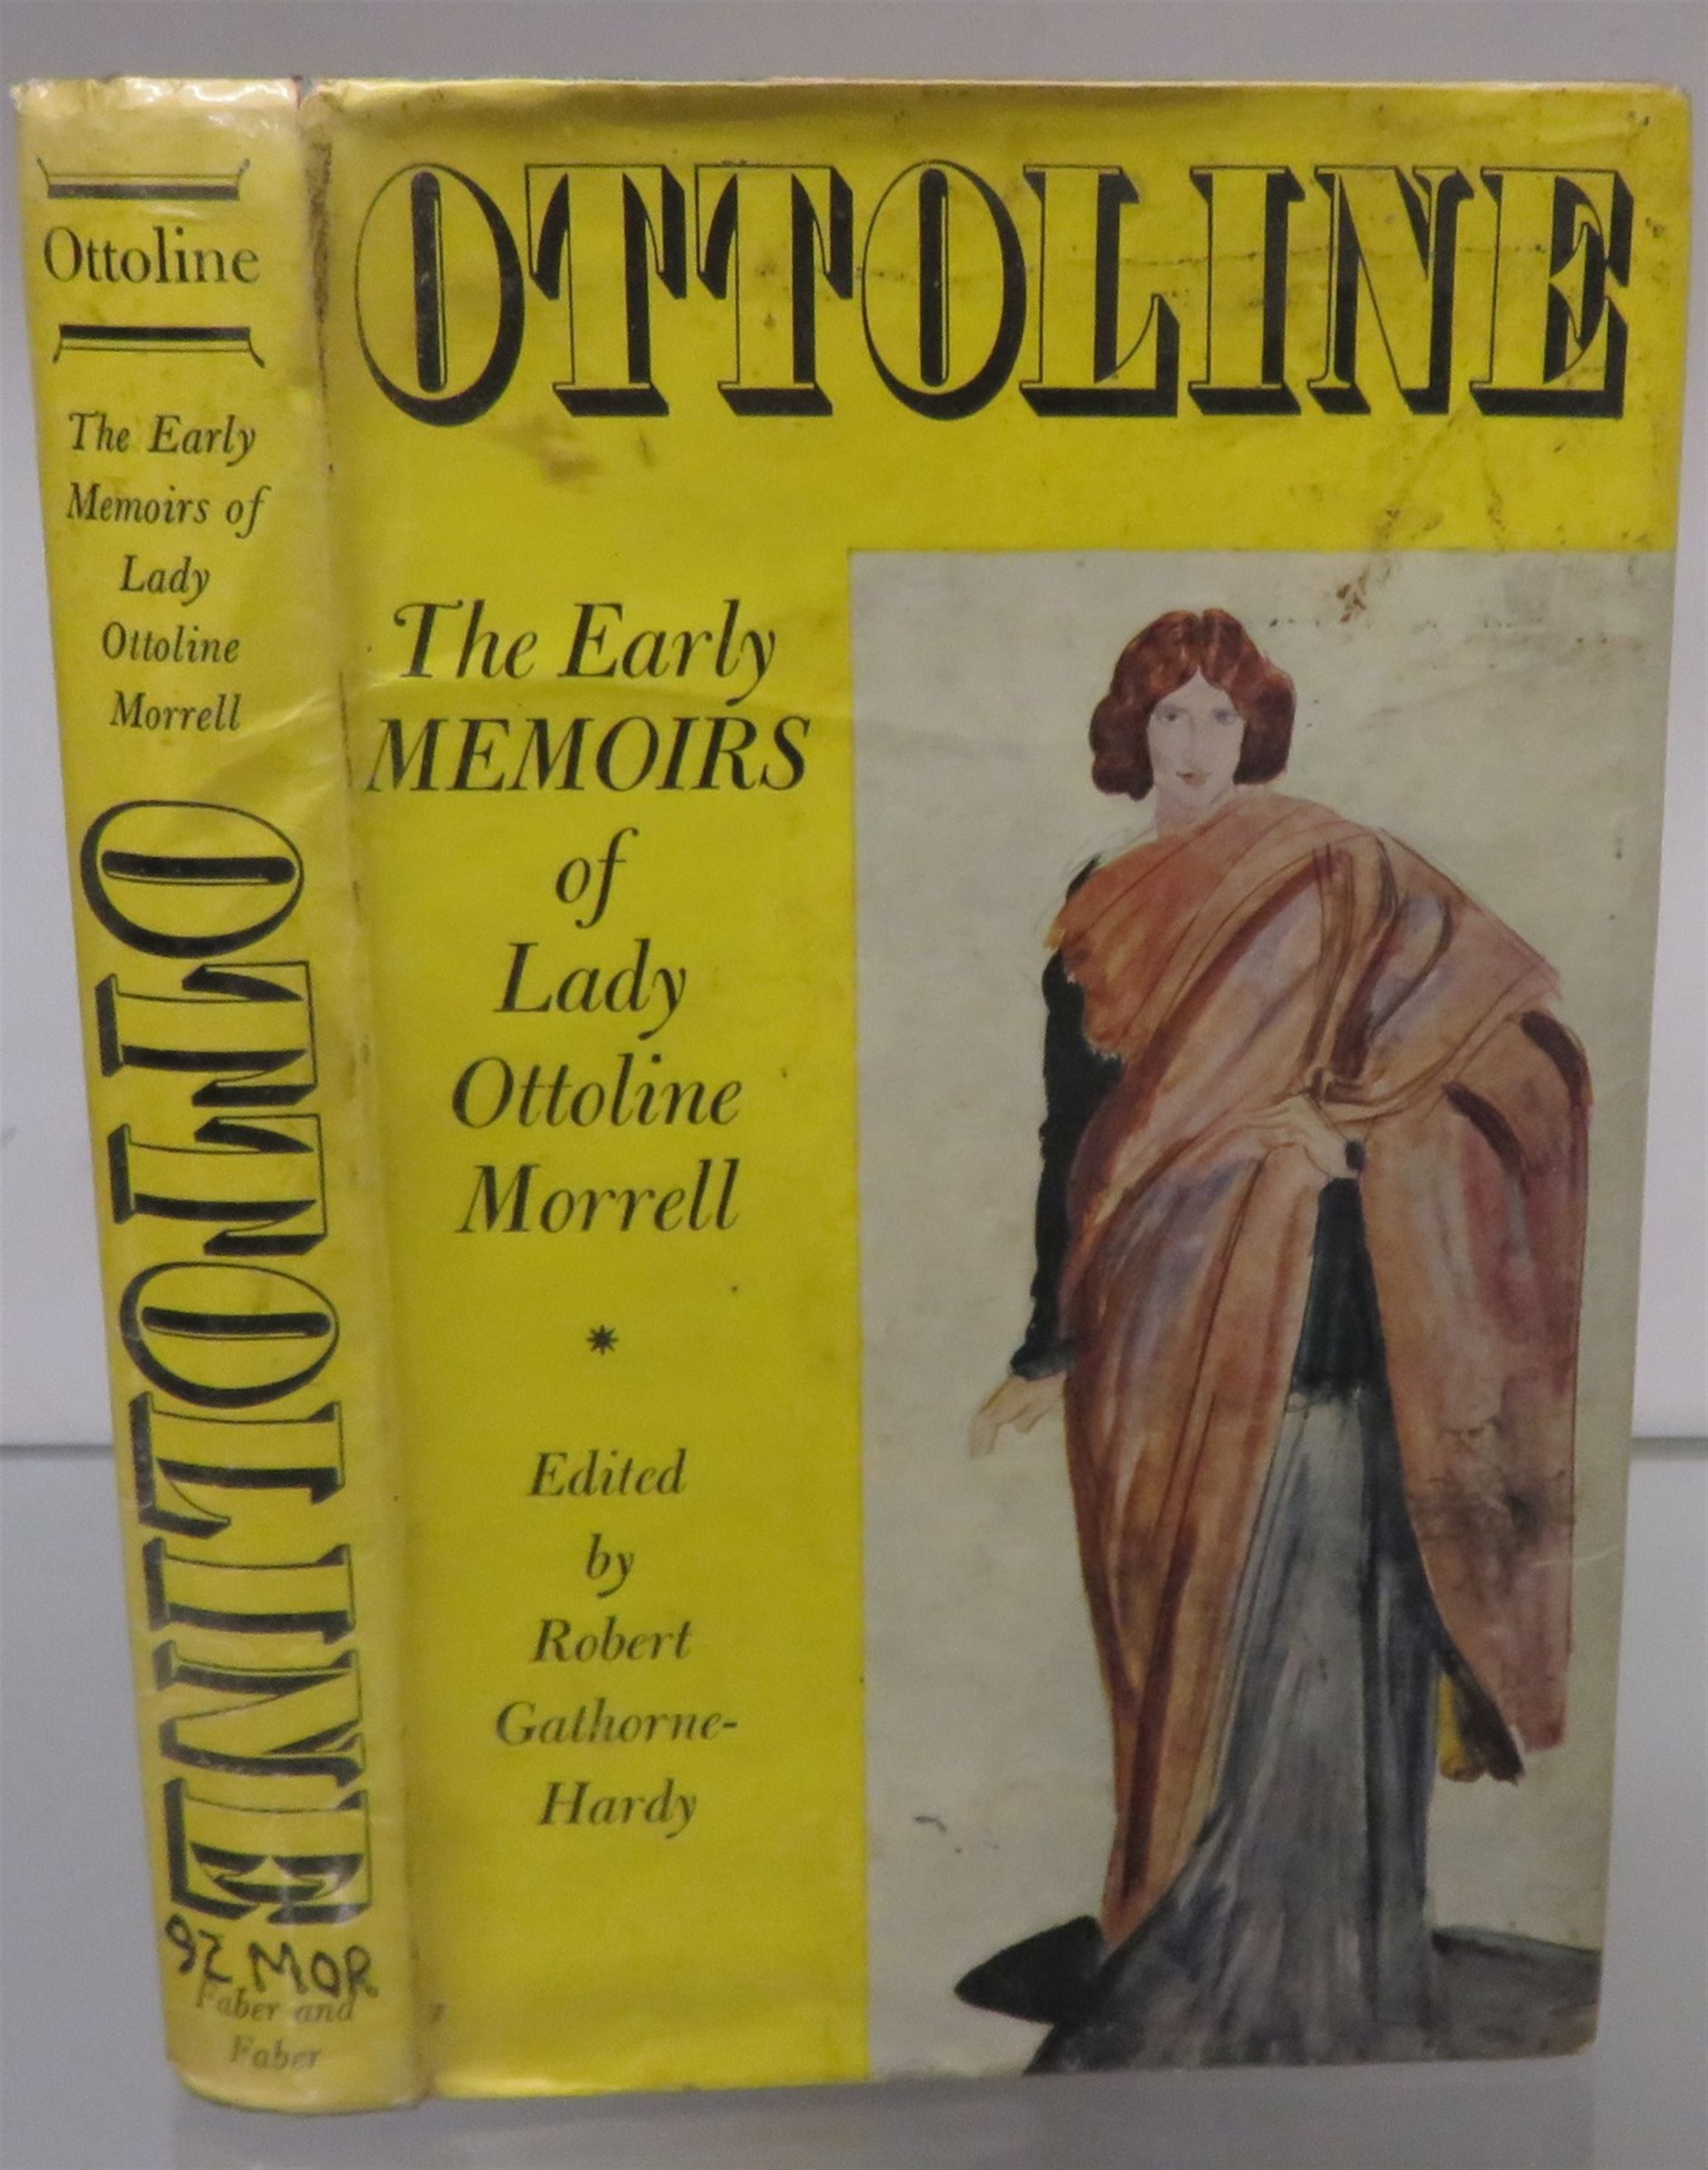 Ottoline
The Early
Memoirs of
Lady
Ottoline
Morrell
OTTOLINE
92 MOR
Faber and
Faber
OTTOLINE
The Early
MEMOIRS
of
Lady
Ottoline
Morrell
*
Edited
by
Robert
Gathorne-
Hardy